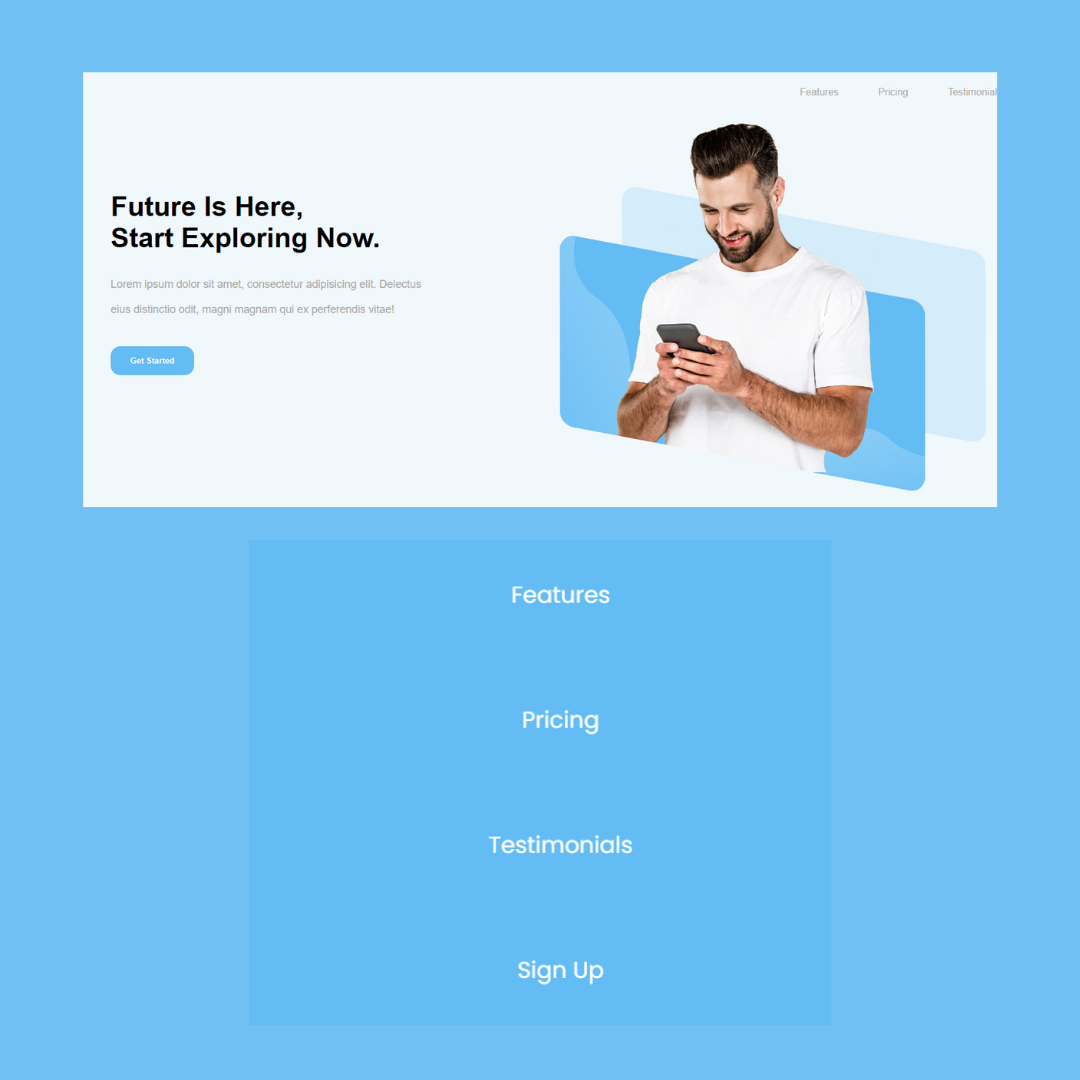 Features Pricing Testimonial
Future Is Here,
Start Exploring Now.
Lorem ipsum dolor sit amet, consectetur adipisicing elit. Delectus
eius distinctio odit, magni magnam qui ex perferendis vitae!
Get Started
Features
Pricing
Testimonials
Sign Up